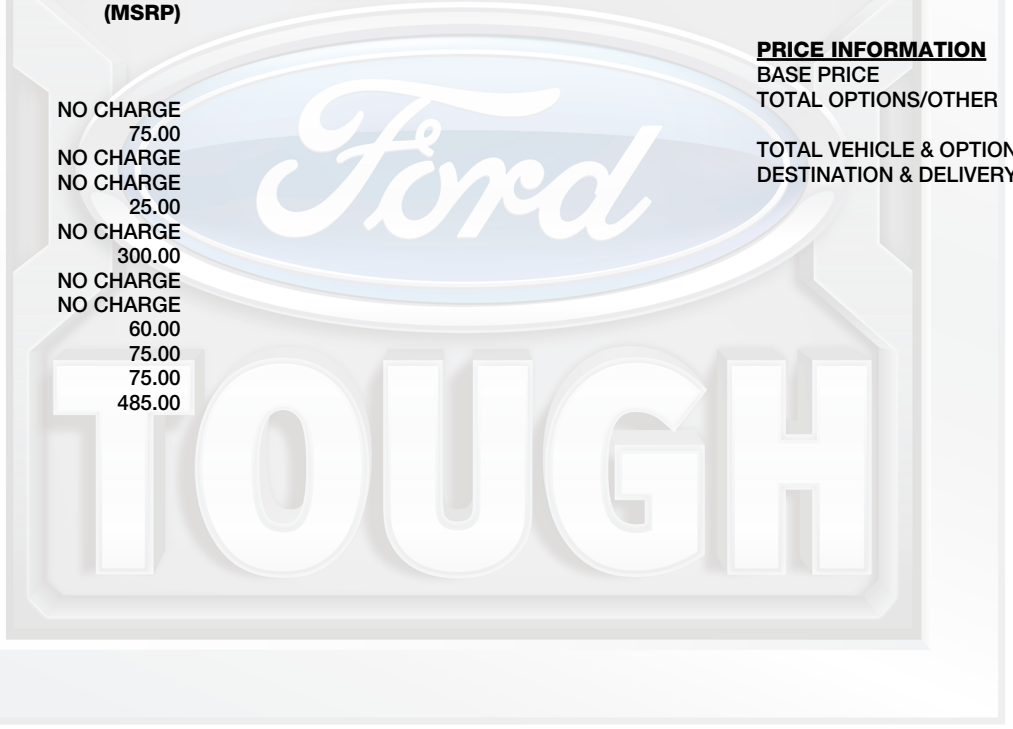 (MSRP)
NO CHARGE
75.00
NO CHARGE
NO CHARGE
25.00
NO CHARGE
300.00
NO CHARGE
NO CHARGE
60.00
75.00
75.00
485.00
PRICE INFORMATION
BASE PRICE
TOTAL OPTIONS/OTHER
TOTAL VEHICLE & OPTION
DESTINATION & DELIVERY
Ford
TOUGH